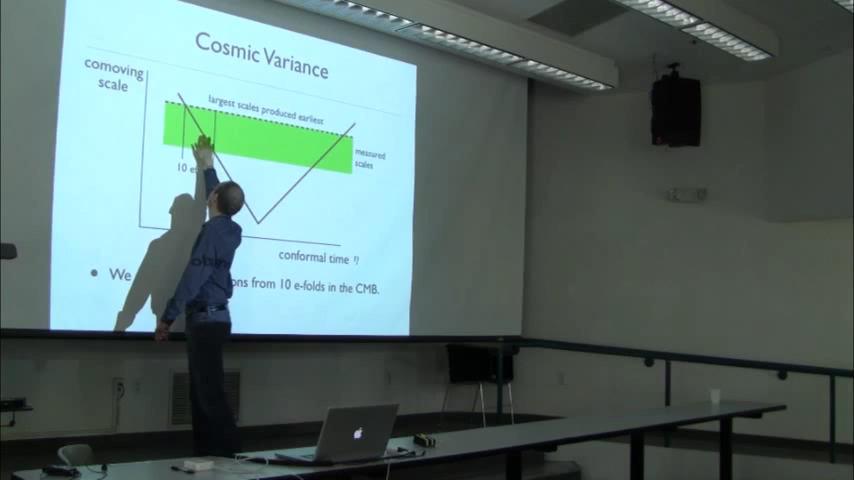 Cosmic Variance
comoving
scale
largest scales produced earliest
measured
scales
10 e
conformal time η
• We
ons from 10 e-folds in the CMB.